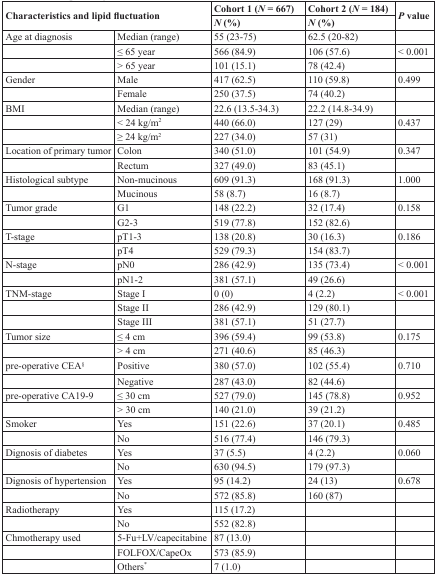 Characteristics and lipid fluctuation Cohort 1 (N = 667) Cohort 2 (N = 184) P value
N (%) N (%)
Age at diagnosis Median (range) 55 (23-75) 62.5 (20-82)
≤ 65 year 566 (84.9) 106 (57.6) < 0.001
> 65 year 101 (15.1) 78 (42.4)
Gender Male 417 (62.5) 110 (59.8) 0.499
Female 250 (37.5) 74 (40.2)
BMI Median (range) 22.6 (13.5-34.3) 22.2 (14.8-34.9)
< 24 kg/m² 440 (66.0) 127 (29) 0.437
≥ 24 kg/m² 227 (34.0) 57 (31)
Location of primary tumor Colon 340 (51.0) 101 (54.9) 0.347
Rectum 327 (49.0) 83 (45.1)
Histological subtype Non-mucinous 609 (91.3) 168 (91.3) 1.000
Mucinous 58 (8.7) 16 (8.7)
Tumor grade G1 148 (22.2) 32 (17.4) 0.158
G2-3 519 (77.8) 152 (82.6)
T-stage pT1-3 138 (20.8) 30 (16.3) 0.186
pT4 529 (79.3) 154 (83.7)
N-stage pN0 286 (42.9) 135 (73.4) < 0.001
pN1-2 381 (57.1) 49 (26.6)
TNM-stage Stage I 0 (0) 4 (2.2) < 0.001
Stage II 286 (42.9) 129 (80.1)
Stage III 381 (57.1) 51 (27.7)
Tumor size ≤ 4 cm 396 (59.4) 99 (53.8) 0.175
> 4 cm 271 (40.6) 85 (46.3)
pre-operative CEA¹ Positive 380 (57.0) 102 (55.4) 0.710
Negative 287 (43.0) 82 (44.6)
pre-operative CA19-9 ≤ 30 cm 527 (79.0) 145 (78.8) 0.952
> 30 cm 140 (21.0) 39 (21.2)
Smoker Yes 151 (22.6) 37 (20.1) 0.485
No 516 (77.4) 146 (79.3)
Dignosis of diabetes Yes 37 (5.5) 4 (2.2) 0.060
No 630 (94.5) 179 (97.3)
Dignosis of hypertension Yes 95 (14.2) 24 (13) 0.678
No 572 (85.8) 160 (87)
Radiotherapy Yes 115 (17.2)
No 552 (82.8)
Chmotherapy used 5-Fu+LV/capecitabine 87 (13.0)
FOLFOX/CapeOx 573 (85.9)
Others* 7 (1.0)